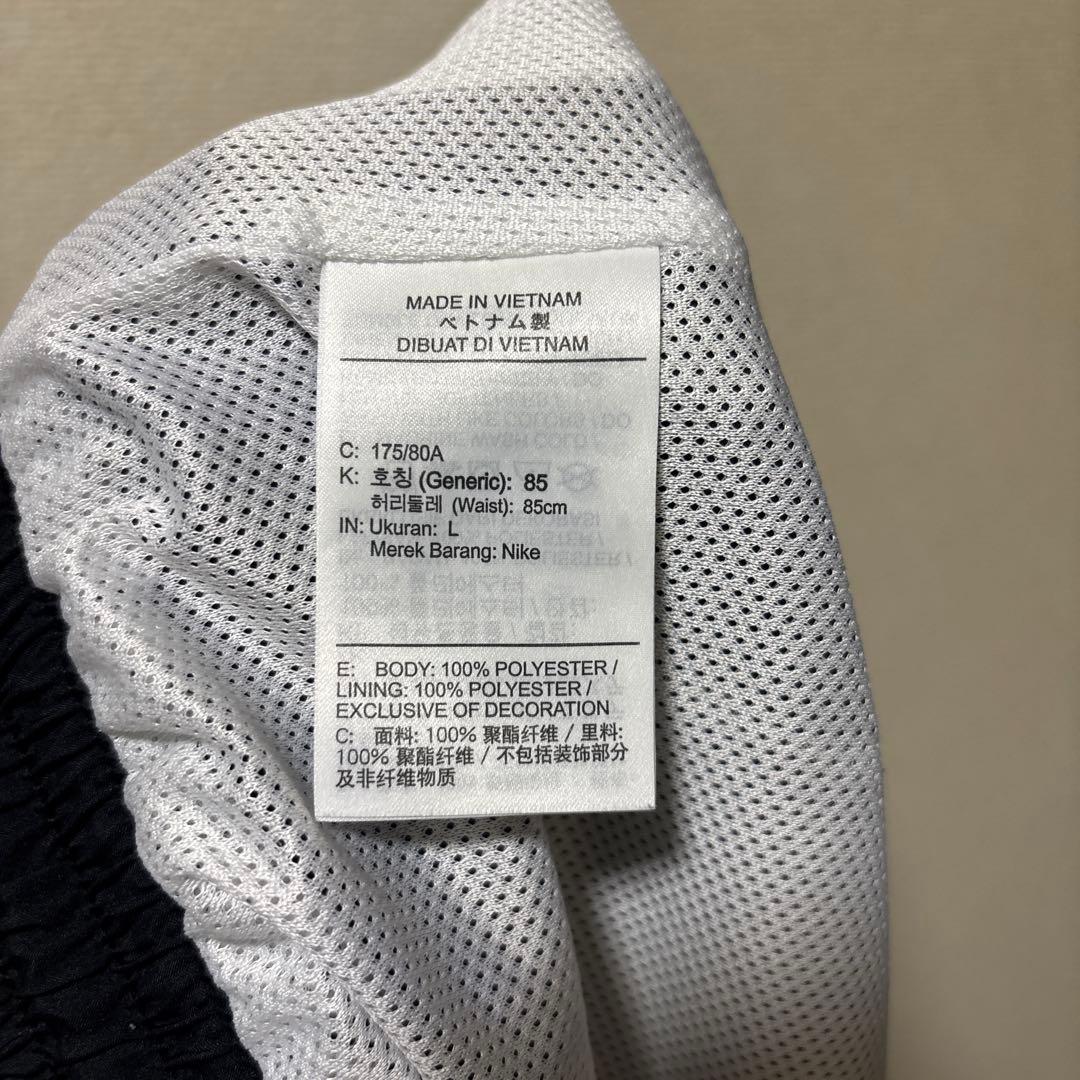 MADE IN VIETNAM
ベトナム製
DIBUAT DI VIETNAM
C: 175/80A
K: 호칭 (Generic): 85
허리둘레 (Waist): 85cm
IN: Ukuran: L
Merek Barang: Nike
E: BODY: 100% POLYESTER /
LINING: 100% POLYESTER /
EXCLUSIVE OF DECORATION
C: 面料: 100% 聚酯纤维 / 里料:
100% 聚酯纤维 / 不包括装饰部分
及非纤维物质